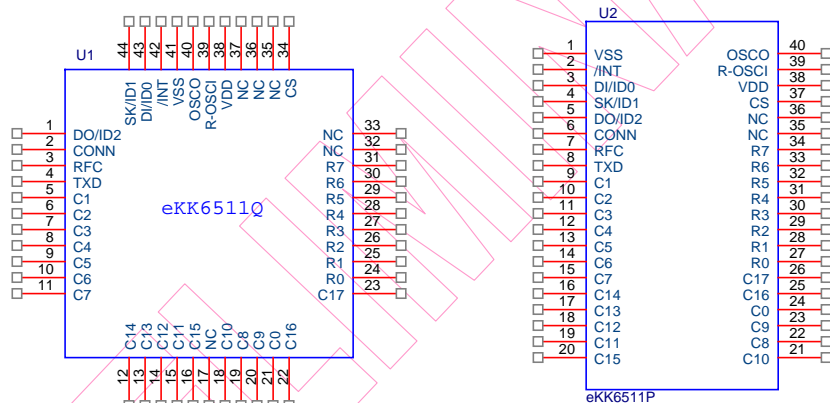 U1
44 43 42 41 40 39 38 37 36 35 34
SK/ID1 DI/ID0 /INT VSS OSCO R-OSCI VDD NC NC NC CS
1 DO/ID2
2 CONN
3 RFC
4 TXD
5 C1
6 C2
7 C3
8 C4
9 C5
10 C6
11 C7
eKK6511Q
NC 33
NC 32
R7 31
R6 30
R5 29
R4 28
R3 27
R2 26
R1 25
R0 24
C17 23
C14 C13 C12 C11 C15 NC C10 C8 C9 C0 C16
12 13 14 15 16 17 18 19 20 21 22
U2
1 VSS OSCO 40
2 /INT R-OSCI 39
3 DI/ID0 VDD 38
4 SK/ID1 CS 37
5 DO/ID2 NC 36
6 CONN NC 35
7 RFC R7 34
8 TXD R6 33
9 C1 R5 32
10 C2 R4 31
11 C3 R3 30
12 C4 R2 29
13 C5 R1 28
14 C6 R0 27
15 C7 C17 26
16 C14 C16 25
17 C13 C0 24
18 C12 C9 23
19 C11 C8 22
20 C15 C10 21
eKK6511P